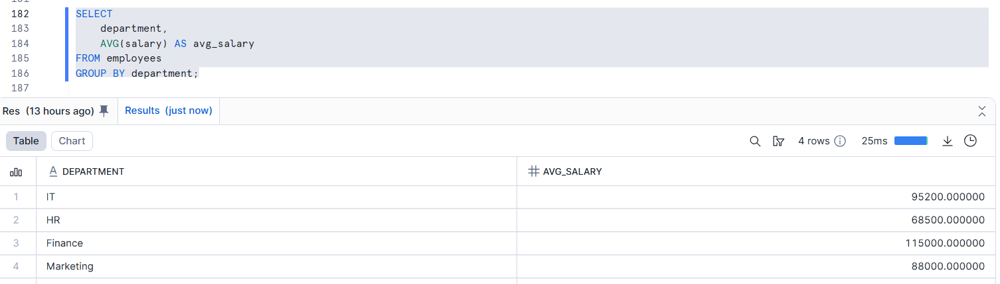 182 SELECT
183 department,
184 AVG(salary) AS avg_salary
185 FROM employees
186 GROUP BY department;
187
Res (13 hours ago) Results (just now)
Table Chart 4 rows 25ms
DEPARTMENT AVG_SALARY
1 IT 95200.000000
2 HR 68500.000000
3 Finance 115000.000000
4 Marketing 88000.000000